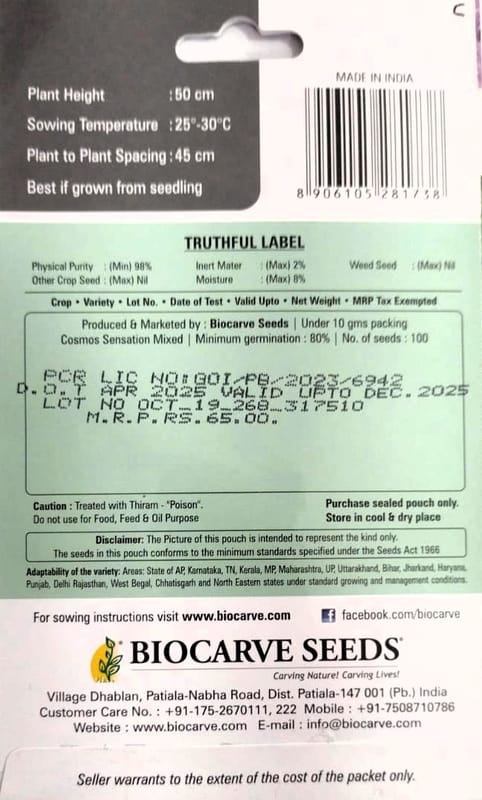 C
Plant Height : 50 cm
Sowing Temperature : 25°-30°C
Plant to Plant Spacing : 45 cm
Best if grown from seedling
MADE IN INDIA
8 906105 281738
TRUTHFUL LABEL
Physical Purity : (Min) 98% Inert Mater : (Max) 2% Weed Seed : (Max) Nil
Other Crop Seed : (Max) Nil Moisture : (Max) 8%
Crop • Variety • Lot No. • Date of Test • Valid Upto • Net Weight • MRP Tax Exempted
Produced & Marketed by : Biocarve Seeds | Under 10 gms packing
Cosmos Sensation Mixed | Minimum germination : 80% | No. of seeds : 100
PCR LIC NO:GOI/PB/2023/6942
D.O.T APR 2025 VALID UPTO DEC.2025
LOT NO OCT_19_268_317510
M.R.P.RS.65.00.
Caution : Treated with Thiram - "Poison".
Do not use for Food, Feed & Oil Purpose
Purchase sealed pouch only.
Store in cool & dry place
Disclaimer: The Picture of this pouch is intended to represent the kind only.
The seeds in this pouch conforms to the minimum standards specified under the Seeds Act 1966
Adaptability of the variety: Areas: State of AP, Karnataka, TN, Kerala, MP, Maharashtra, UP, Uttarakhand, Bihar, Jharkand, Haryana,
Punjab, Delhi Rajasthan, West Begal, Chhatisgarh and North Eastern states under standard growing and management conditions.
For sowing instructions visit www.biocarve.com facebook.com/biocarve
BIOCARVE SEEDS®
Carving Nature! Carving Lives!
Village Dhablan, Patiala-Nabha Road, Dist. Patiala-147 001 (Pb.) India
Customer Care No. : +91-175-2670111, 222 Mobile : +91-7508710786
Website : www.biocarve.com E-mail : info@biocarve.com
Seller warrants to the extent of the cost of the packet only.